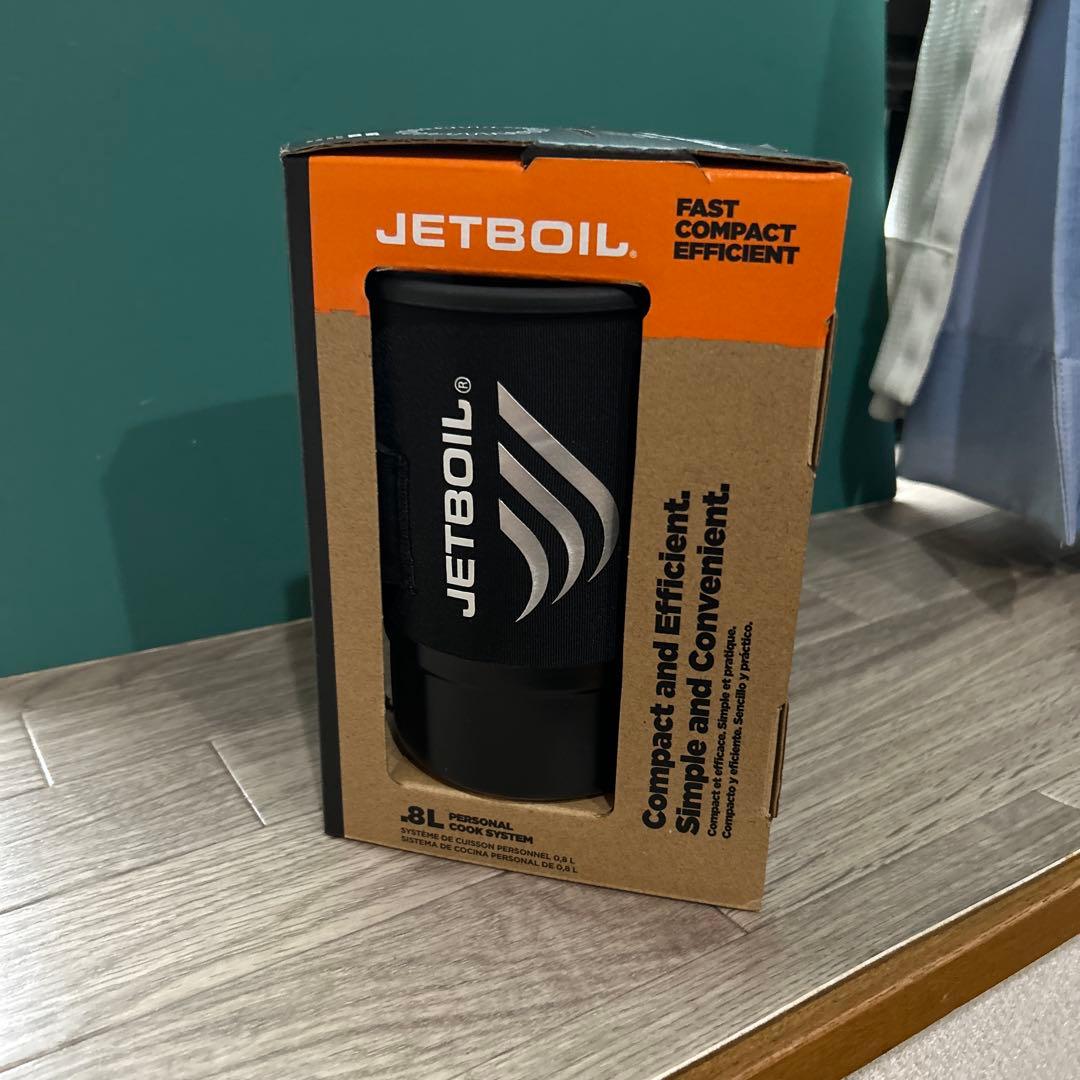 JETBOIL®
FAST
COMPACT
EFFICIENT
JETBOIL®
Compact and Efficient.
Simple and Convenient.
Compact et efficace. Simple et pratique.
Compacto y eficiente. Sencillo y práctico.
.8L PERSONAL
COOK SYSTEM
SYSTÈME DE CUISSON PERSONNEL 0,8 L
SISTEMA DE COCINA PERSONAL DE 0,8 L